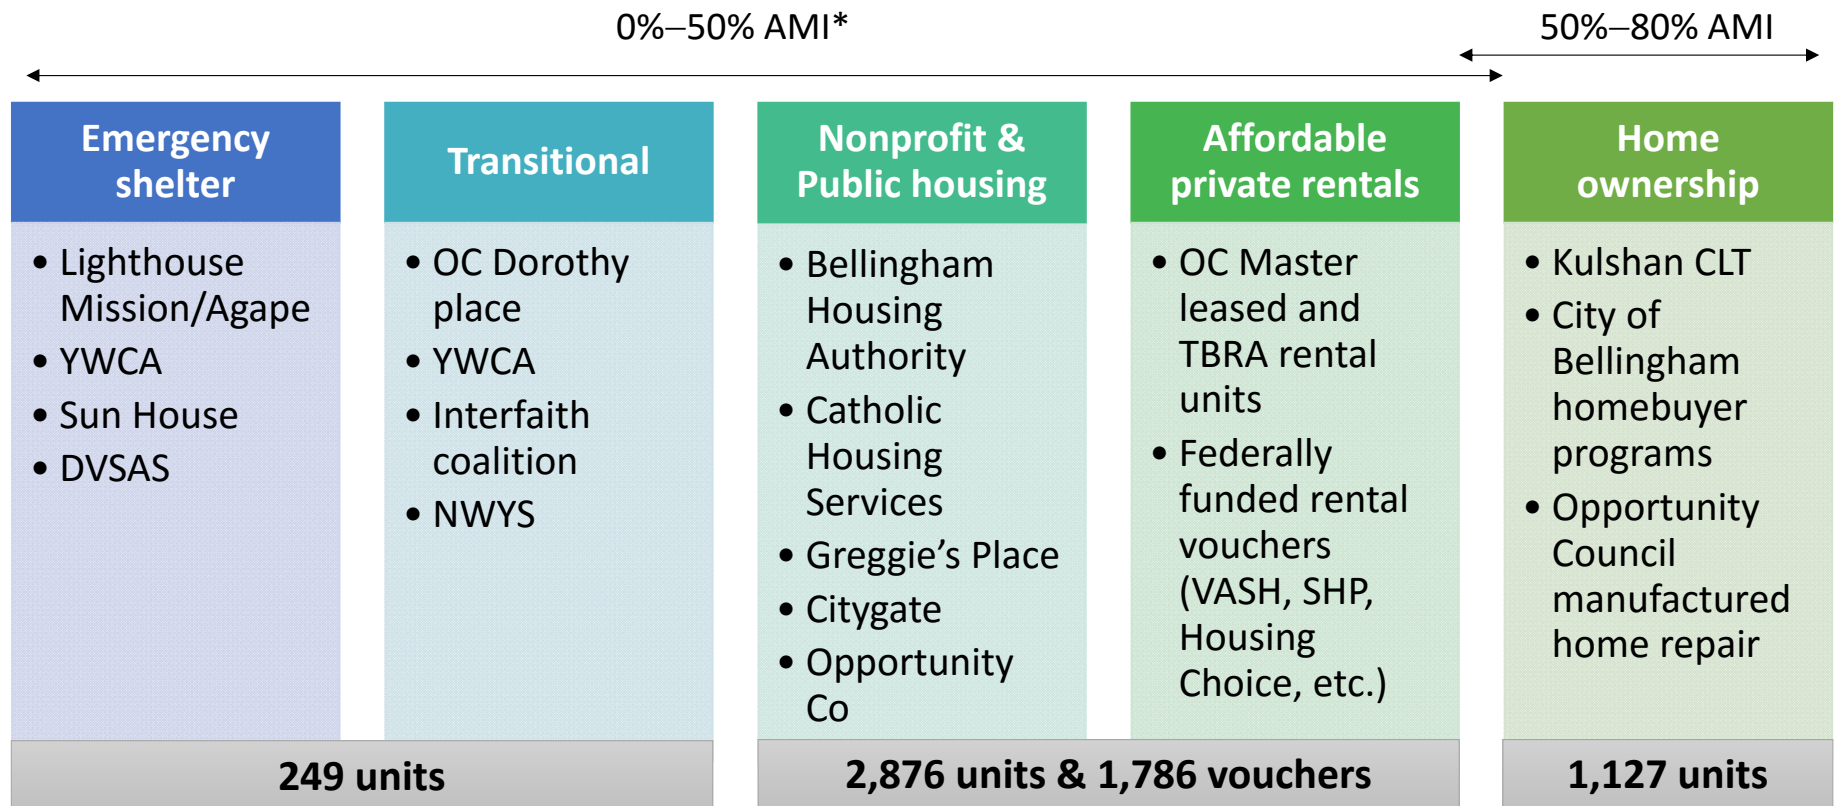 0%–50% AMI*
50%–80% AMI
Emergency
shelter
• Lighthouse
Mission/Agape
• YWCA
• Sun House
• DVSAS
Transitional
• OC Dorothy
place
• YWCA
• Interfaith
coalition
• NWYS
249 units
Nonprofit &
Public housing
• Bellingham
Housing
Authority
• Catholic
Housing
Services
• Greggie’s Place
• Citygate
• Opportunity
Co
Affordable
private rentals
• OC Master
leased and
TBRA rental
units
• Federally
funded rental
vouchers
(VASH, SHP,
Housing
Choice, etc.)
2,876 units & 1,786 vouchers
Home
ownership
• Kulshan CLT
• City of
Bellingham
homebuyer
programs
• Opportunity
Council
manufactured
home repair
1,127 units